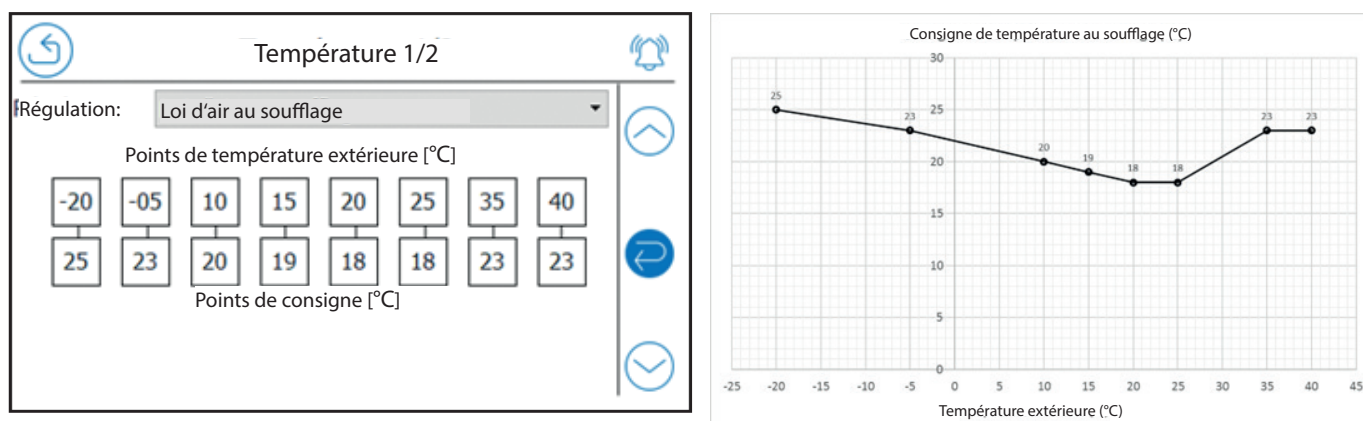 Température 1/2
Régulation:
Loi d'air au soufflage
Points de température extérieure [°C]
-20 -05 10 15 20 25 35 40
25 23 20 19 18 18 23 23
Points de consigne [°C]
Consigne de température au soufflage (°C)
30
25
20
15
10
5
0
25
23
20
19
18
18
23
23
-25 -20 -15 -10 -5 0 5 10 15 20 25 30 35 40 45
Température extérieure (°C)